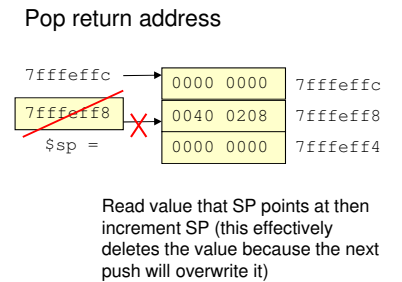 Pop return address
7fffeffc 0000 0000 7fffeffc
7fffeff8 0040 0208 7fffeff8
$sp = 0000 0000 7fffeff4
Read value that SP points at then
increment SP (this effectively
deletes the value because the next
push will overwrite it)